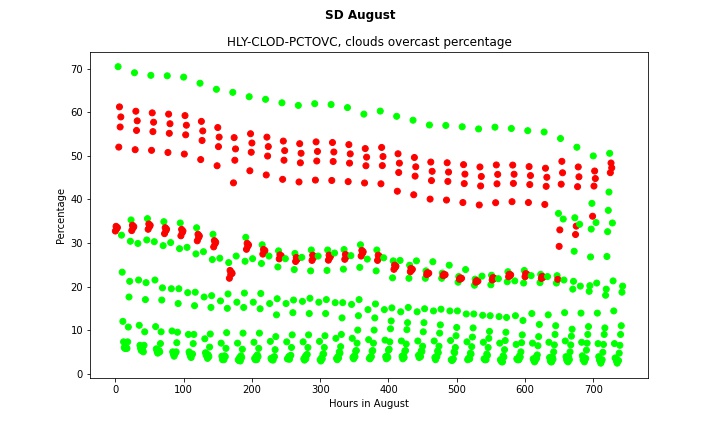 SD August
HLY-CLOD-PCTOVC, clouds overcast percentage
70
60
50
40
30
20
10
0
Percentage
0 100 200 300 400 500 600 700
Hours in August